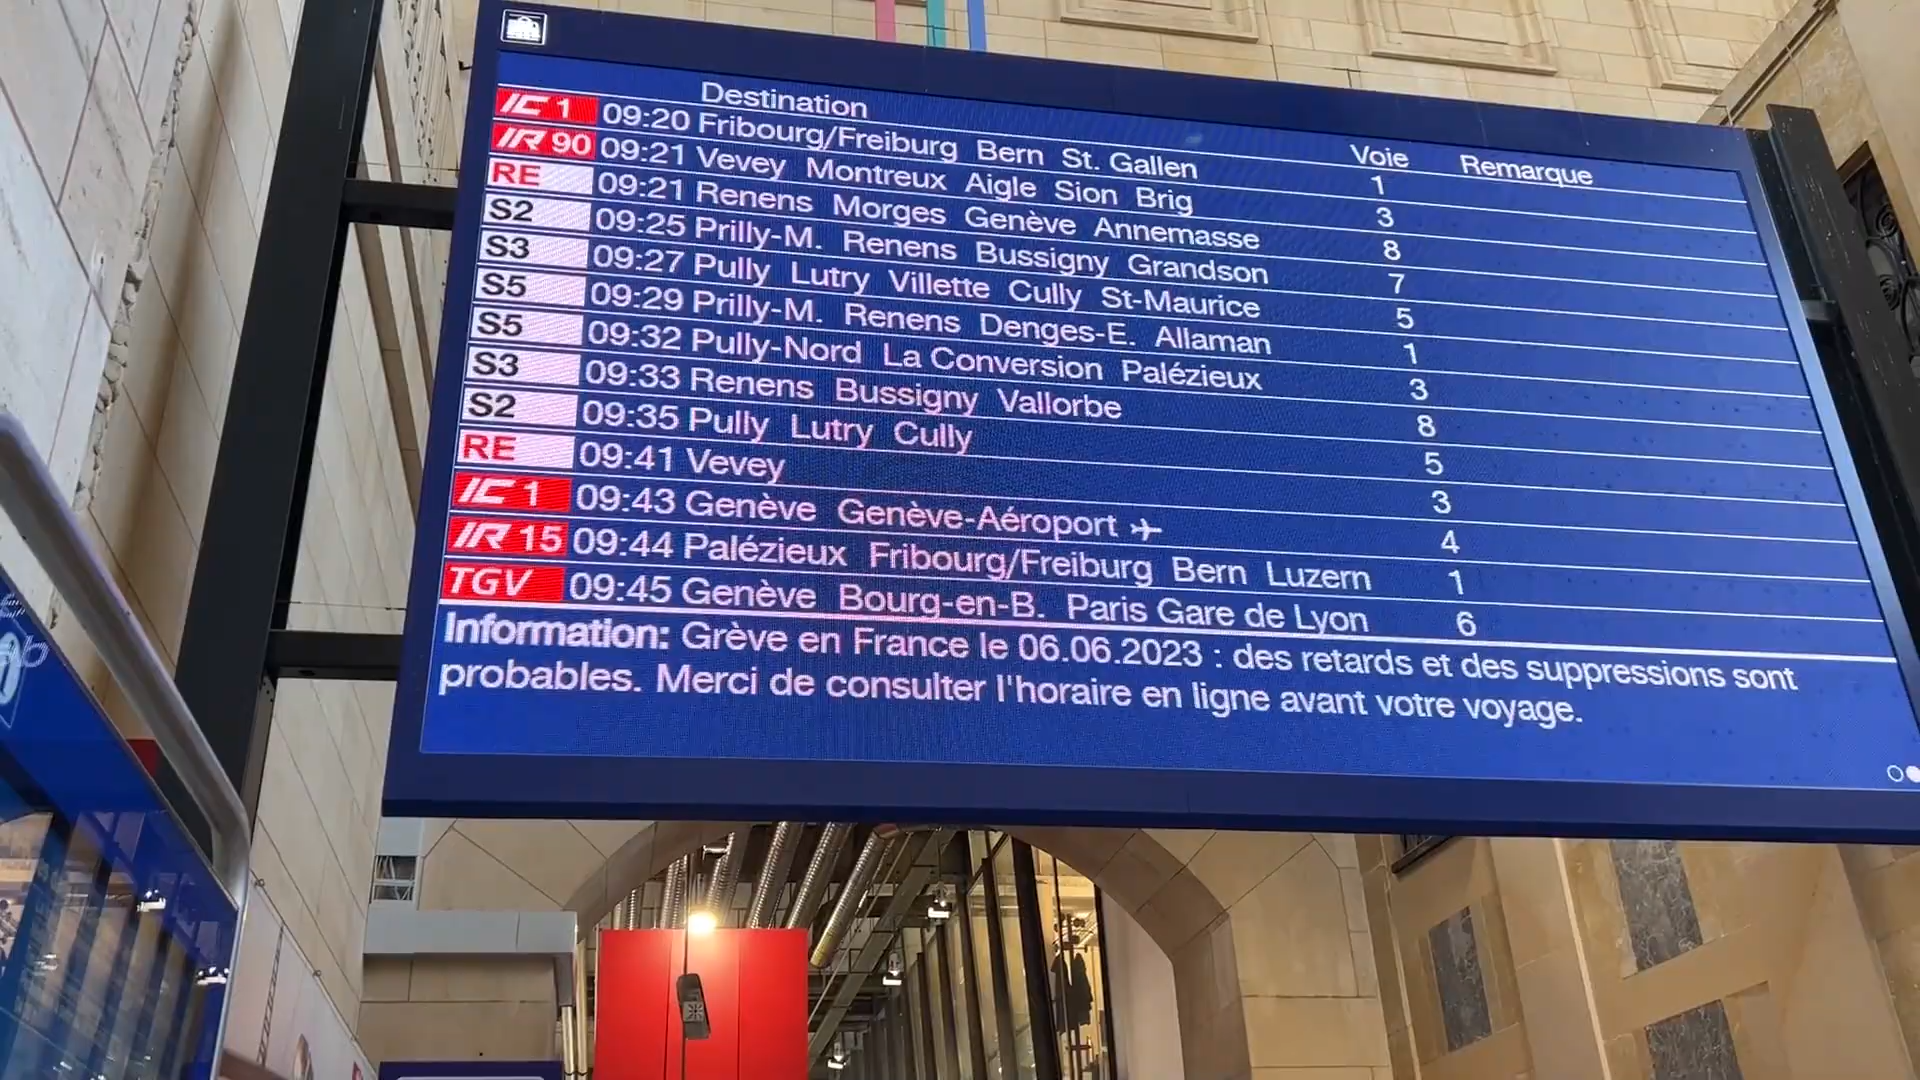 Destination Voie Remarque
IC 1 09:20 Fribourg/Freiburg Bern St. Gallen 1
IR 90 09:21 Vevey Montreux Aigle Sion Brig 3
RE 09:21 Renens Morges Genève Annemasse 8
S2 09:25 Prilly-M. Renens Bussigny Grandson 7
S3 09:27 Pully Lutry Villette Cully St-Maurice 5
S5 09:29 Prilly-M. Renens Denges-E. Allaman 1
S5 09:32 Pully-Nord La Conversion Palézieux 3
S3 09:33 Renens Bussigny Vallorbe 8
S2 09:35 Pully Lutry Cully 5
RE 09:41 Vevey 3
IC 1 09:43 Genève Genève-Aéroport 4
IR 15 09:44 Palézieux Fribourg/Freiburg Bern Luzern 1
TGV 09:45 Genève Bourg-en-B. Paris Gare de Lyon 6
Information: Grève en France le 06.06.2023 : des retards et des suppressions sont
probables. Merci de consulter l'horaire en ligne avant votre voyage.